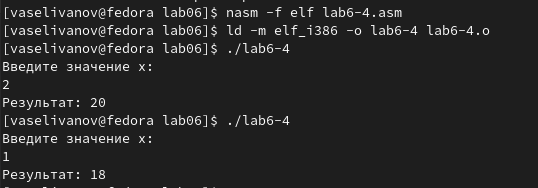 [vaselivanov@fedora lab06]$ nasm -f elf lab6-4.asm
[vaselivanov@fedora lab06]$ ld -m elf_i386 -o lab6-4 lab6-4.o
[vaselivanov@fedora lab06]$ ./lab6-4
Введите значение x:
2
Результат: 20
[vaselivanov@fedora lab06]$ ./lab6-4
Введите значение x:
1
Результат: 18